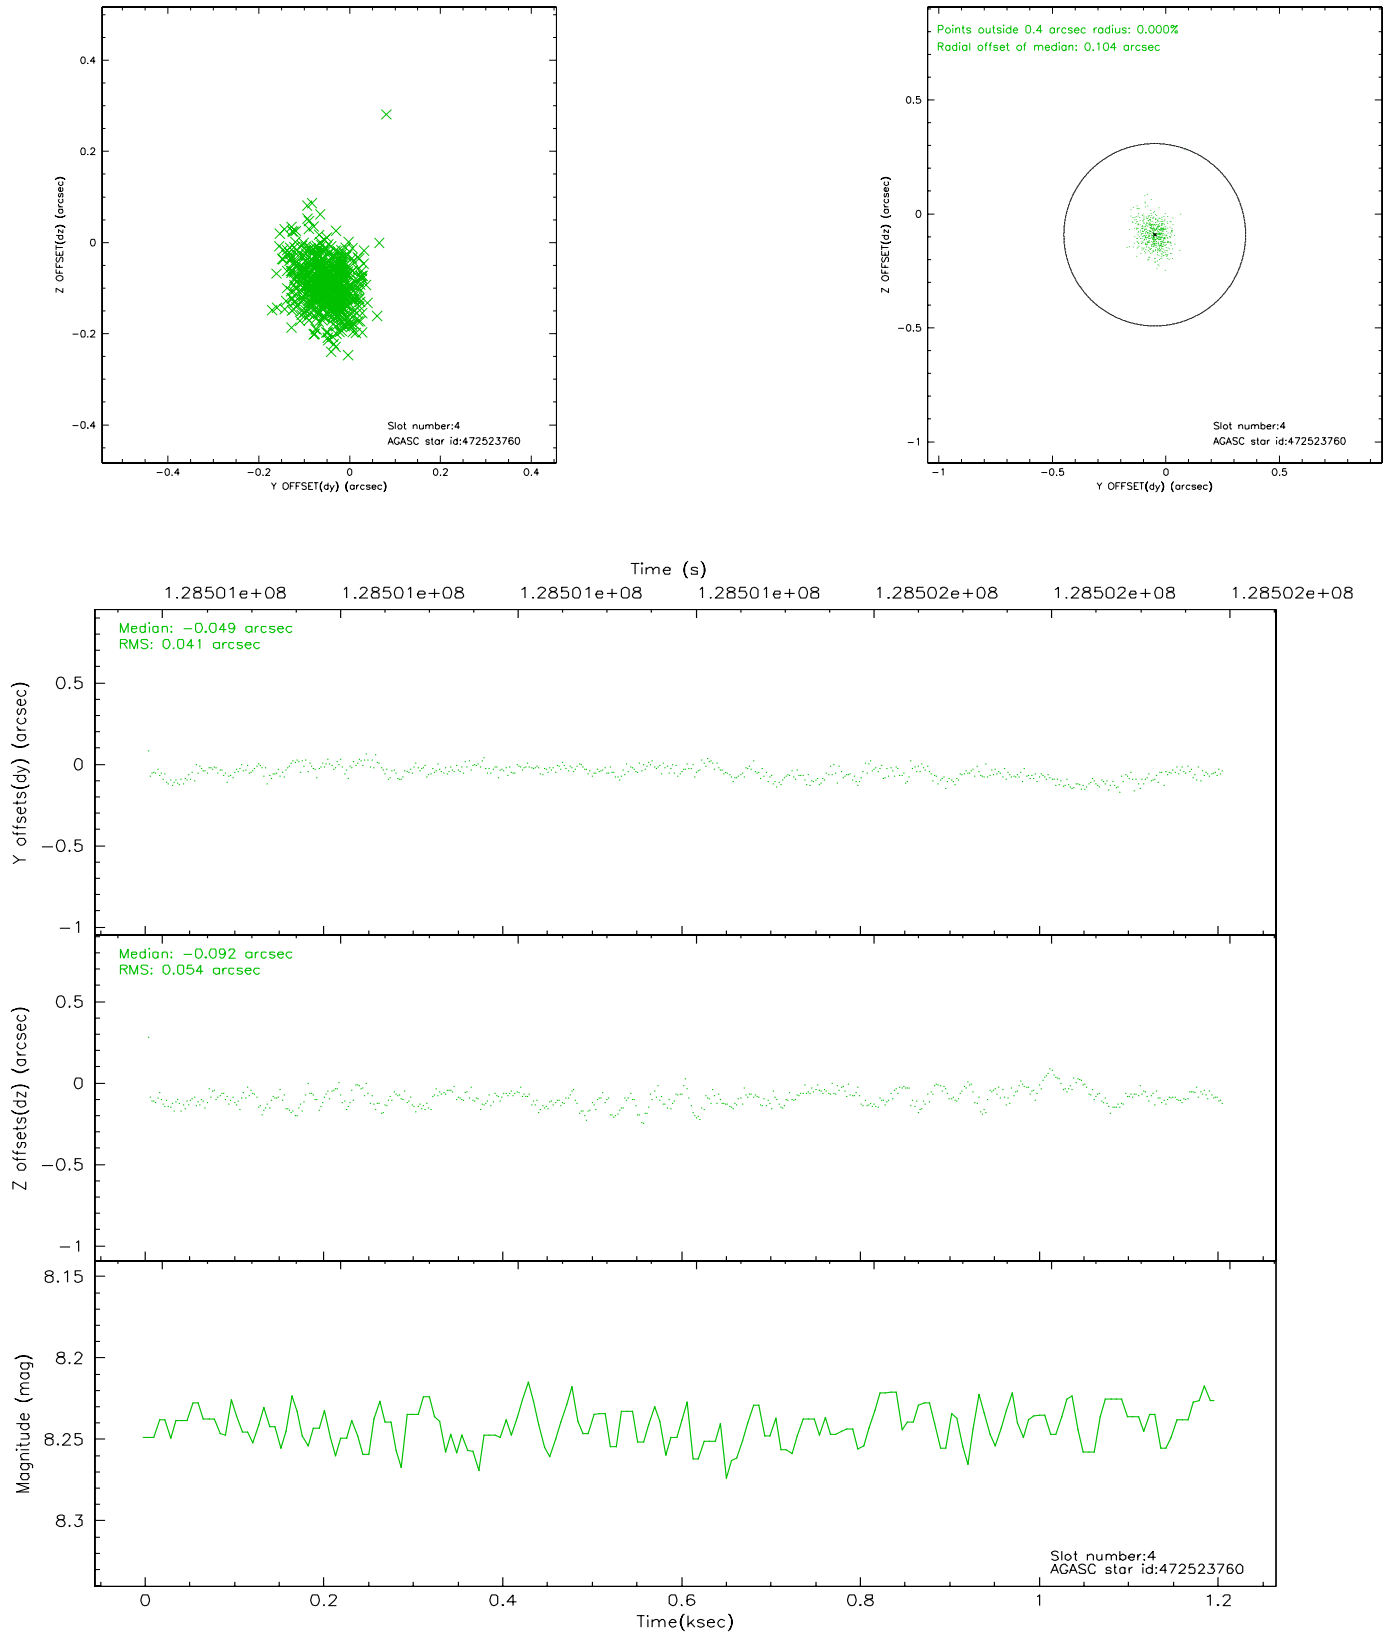 0.4
0.2
0
-0.2
-0.4
Z OFFSET(dz) (arcsec)
Slot number:4
AGASC star id:472523760
-0.4 -0.2 0 0.2 0.4
Y OFFSET(dy) (arcsec)
Points outside 0.4 arcsec radius: 0.000%
Radial offset of median: 0.104 arcsec
0.5
0
-0.5
-1
Z OFFSET(dz) (arcsec)
Slot number:4
AGASC star id:472523760
-1 -0.5 0 0.5
Y OFFSET(dy) (arcsec)
Time (s)
1.28501e+08 1.28501e+08 1.28501e+08 1.28501e+08 1.28502e+08 1.28502e+08 1.28502e+08
Median: -0.049 arcsec
RMS: 0.041 arcsec
0.5
0
-0.5
-1
Y offsets(dy) (arcsec)
Median: -0.092 arcsec
RMS: 0.054 arcsec
0.5
0
-0.5
-1
Z offsets(dz) (arcsec)
8.15
8.2
8.25
8.3
Magnitude (mag)
Slot number:4
AGASC star id:472523760
0 0.2 0.4 0.6 0.8 1 1.2
Time(ksec)